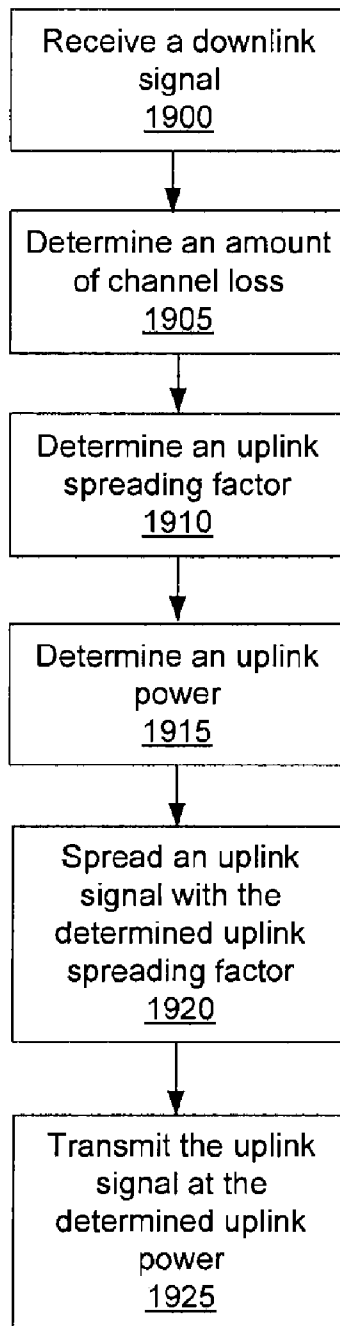 Receive a downlink
signal
1900
Determine an amount
of channel loss
1905
Determine an uplink
spreading factor
1910
Determine an uplink
power
1915
Spread an uplink
signal with the
determined uplink
spreading factor
1920
Transmit the uplink
signal at the
determined uplink
power
1925